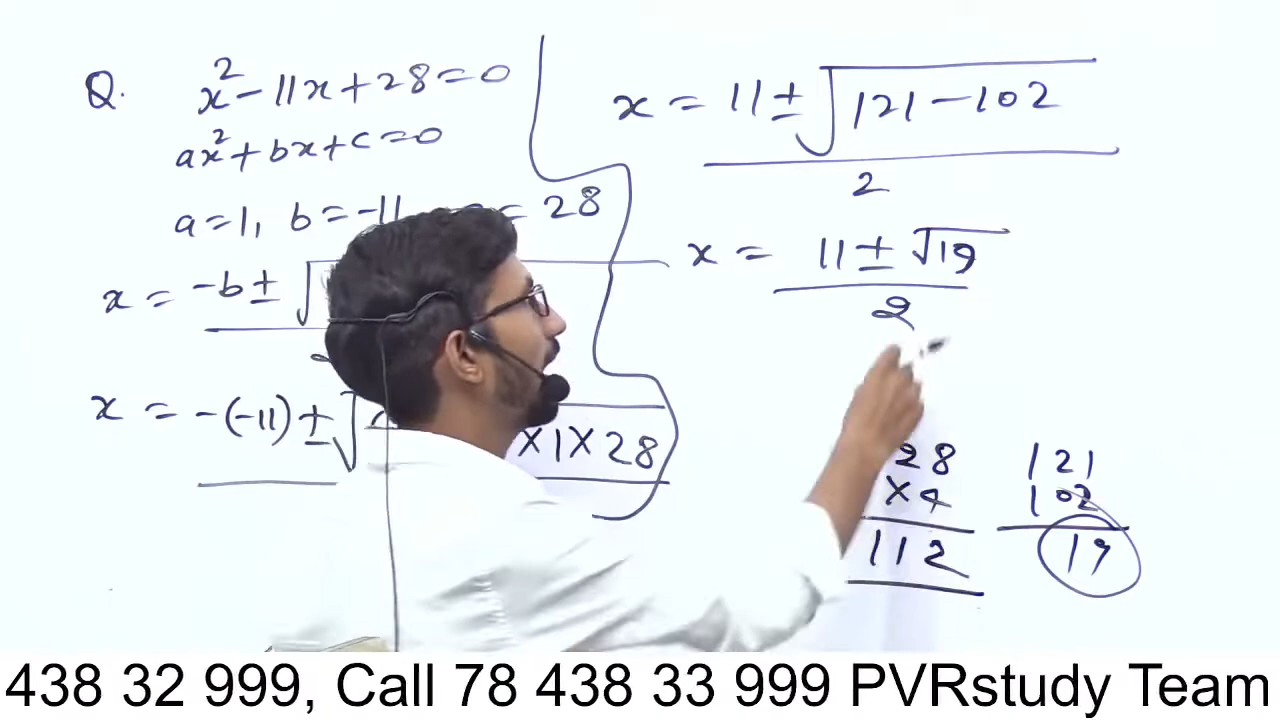 Q. x² - 11x + 28 = 0
ax² + bx + c = 0
a = 1, b = -11 = 28
x = -b ± √
x = -(-11) ± √ X 1 X 28
x = 11 ± √121 - 102
2
x = 11 ± √19
2
28
X 4
112
121
102
19
438 32 999, Call 78 438 33 999 PVRstudy Team